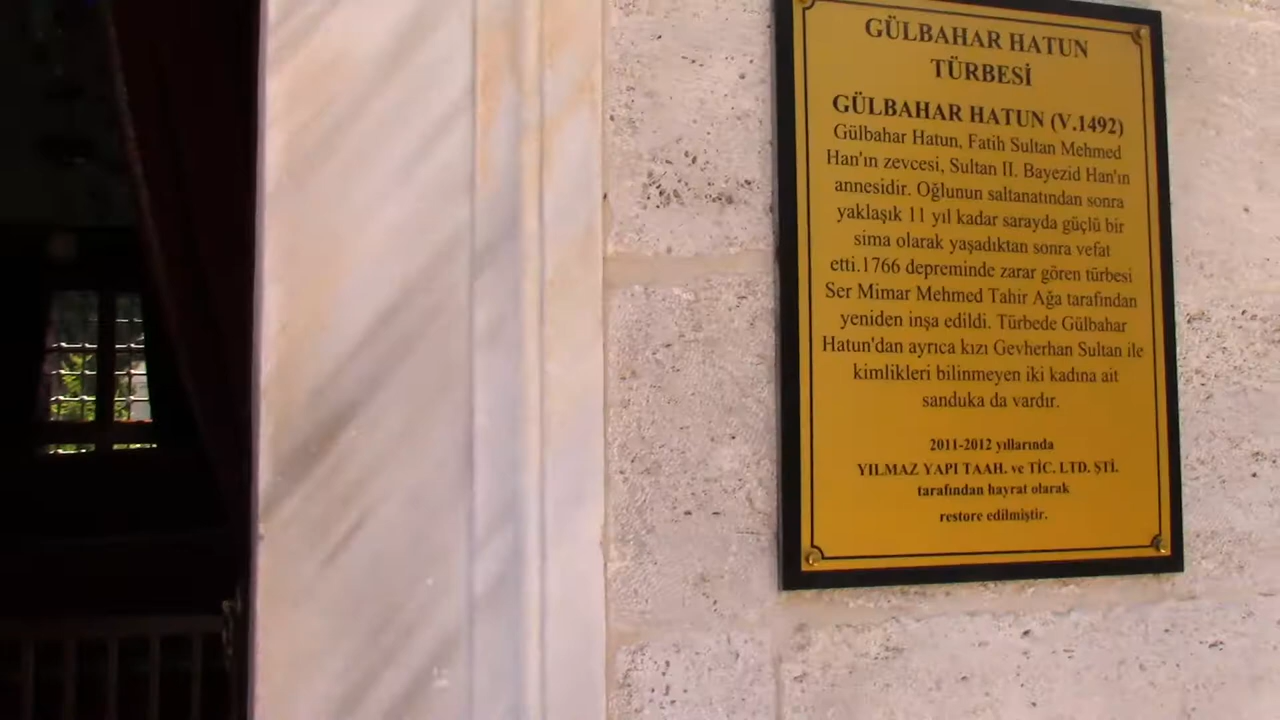 GÜLBAHAR HATUN
TÜRBESİ
GÜLBAHAR HATUN (V.1492)
Gülbahar Hatun, Fatih Sultan Mehmed
Han'ın zevcesi, Sultan II. Bayezid Han'ın
annesidir. Oğlunun saltanatından sonra
yaklaşık 11 yıl kadar sarayda güçlü bir
sima olarak yaşadıktan sonra vefat
etti.1766 depreminde zarar gören türbesi
Ser Mimar Mehmed Tahir Ağa tarafından
yeniden inşa edildi. Türbede Gülbahar
Hatun'dan ayrıca kızı Gevherhan Sultan ile
kimlikleri bilinmeyen iki kadına ait
sanduka da vardır.
2011-2012 yıllarında
YILMAZ YAPI TAAH. ve TİC. LTD. ŞTİ.
tarafından hayrat olarak
restore edilmiştir.